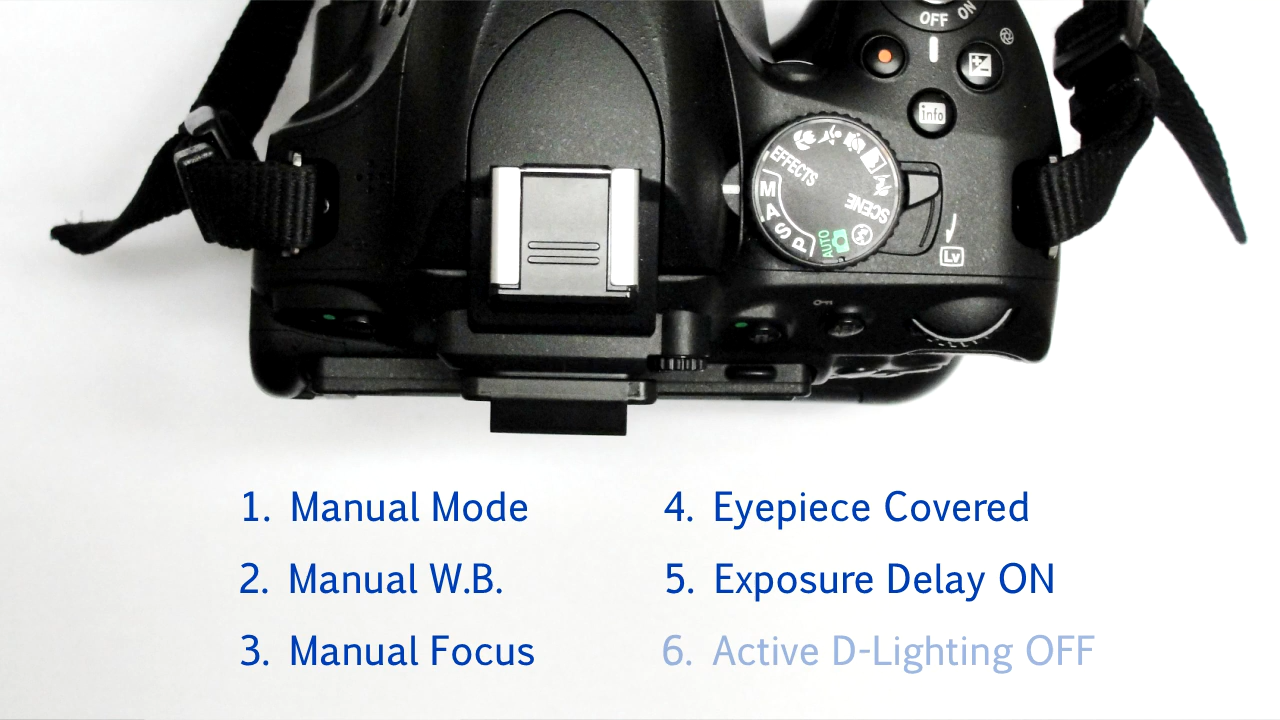 OFF ON
info
EFFECTS
M
A
S
P
AUTO
SCENE
Lv
1. Manual Mode
2. Manual W.B.
3. Manual Focus
4. Eyepiece Covered
5. Exposure Delay ON
6. Active D-Lighting OFF